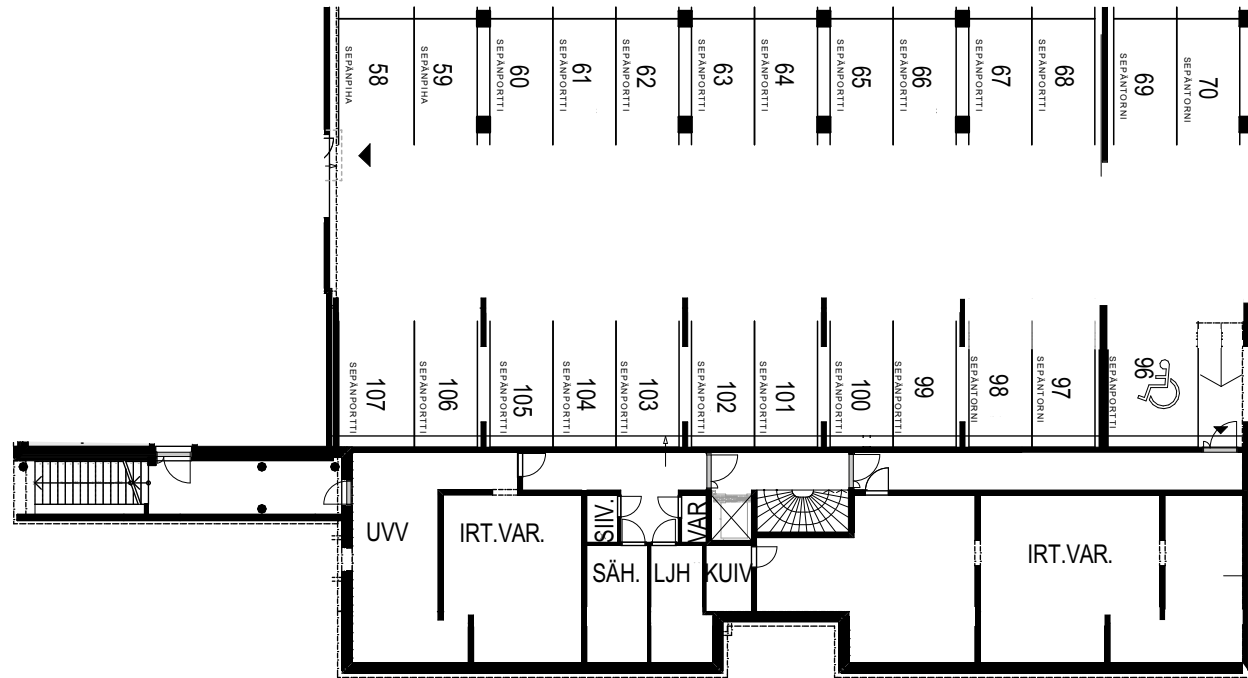 58
SEPÄNPIHA
59
SEPÄNPIHA
60
SEPÄNPORTTI
61
SEPÄNPORTTI
62
SEPÄNPORTTI
63
SEPÄNPORTTI
64
SEPÄNPORTTI
65
SEPÄNPORTTI
66
SEPÄNPORTTI
67
SEPÄNPORTTI
68
SEPÄNPORTTI
69
SEPÄNTORNI
70
SEPÄNTORNI
107
SEPÄNPORTTI
106
SEPÄNPORTTI
105
SEPÄNPORTTI
104
SEPÄNPORTTI
103
SEPÄNPORTTI
102
SEPÄNPORTTI
101
SEPÄNPORTTI
100
SEPÄNPORTTI
99
SEPÄNPORTTI
98
SEPÄNTORNI
97
SEPÄNTORNI
96
SEPÄNPORTTI
UVV
IRT.VAR.
SIIV.
VAR
SÄH.
LJH
KUIV
IRT.VAR.